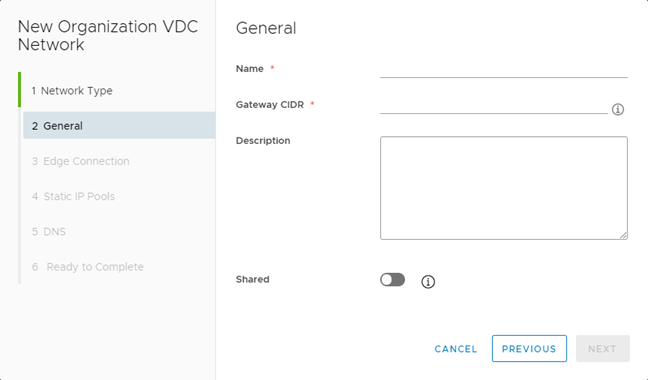 New Organization VDC
Network
1 Network Type
2 General
3 Edge Connection
4 Static IP Pools
5 DNS
6 Ready to Complete
General
Name *
Gateway CIDR *
Description
Shared
CANCEL
PREVIOUS
NEXT